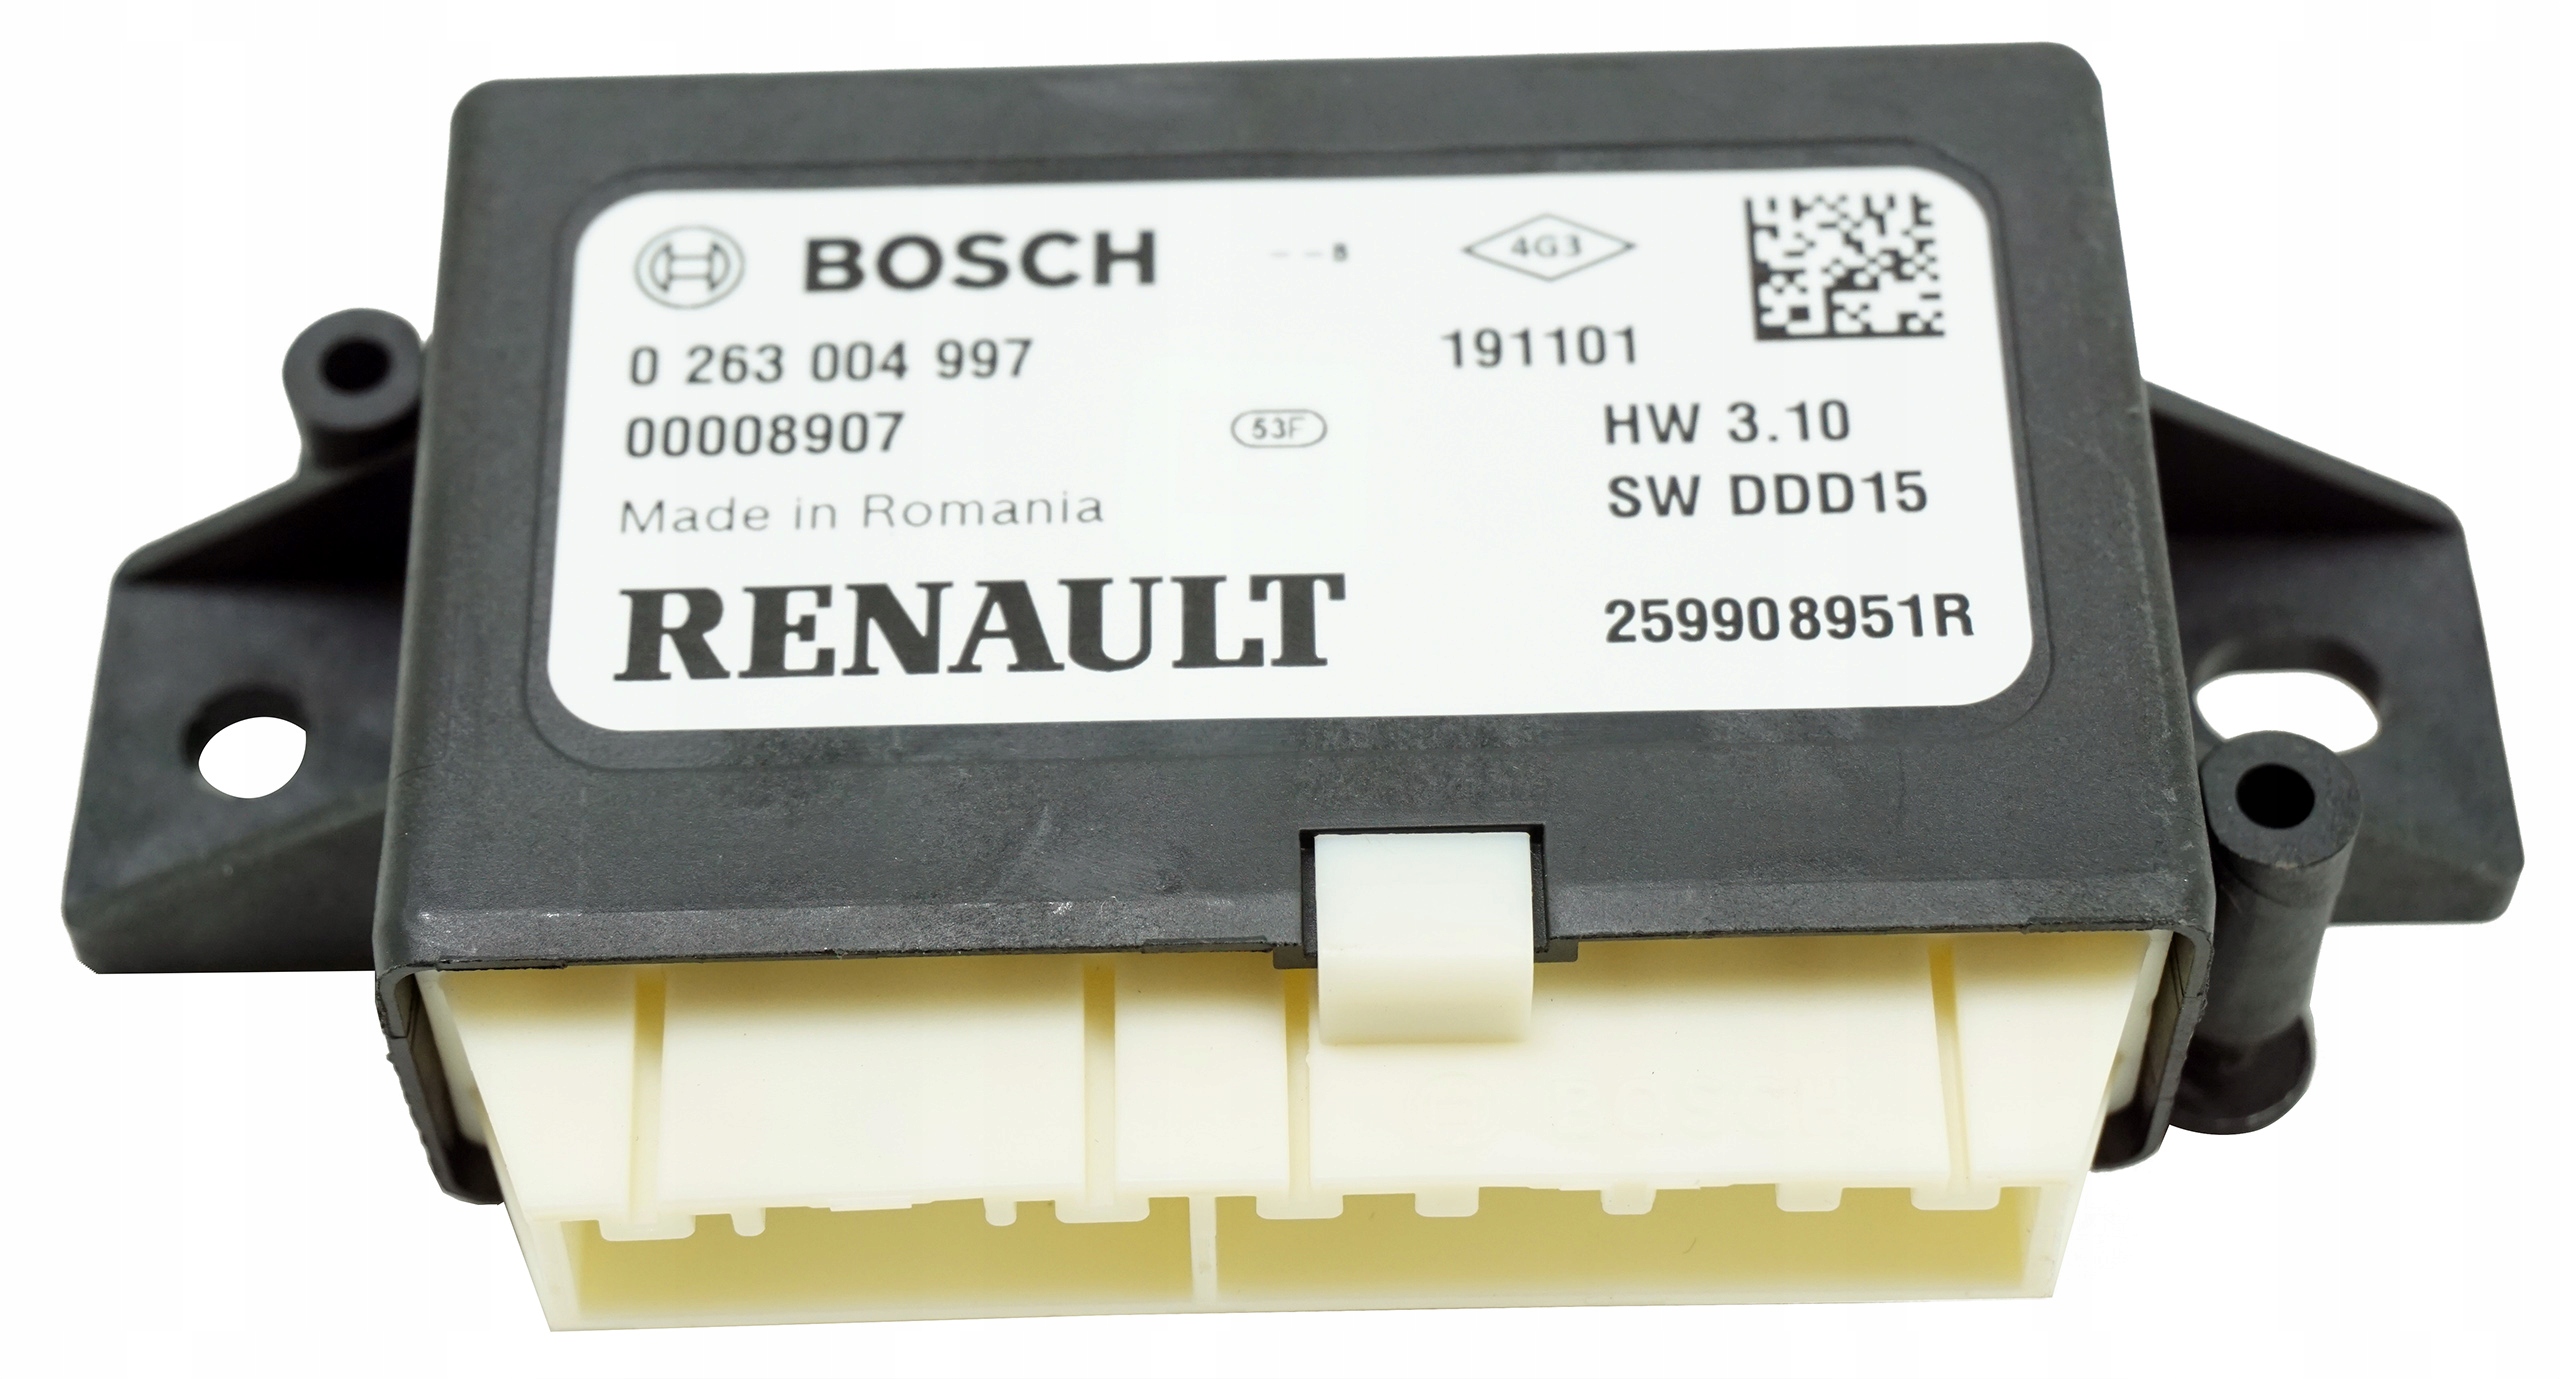 BOSCH
- - 8
4G3
0 263 004 997
191101
00008907
53F
HW 3.10
Made in Romania
SW DDD15
RENAULT
259908951R